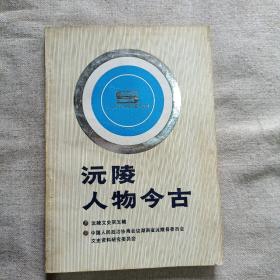 沅陵
人物今古
沅陵文史第五辑
中国人民政治协商会议湖南省沅陵县委员会
文史资料研究委员会